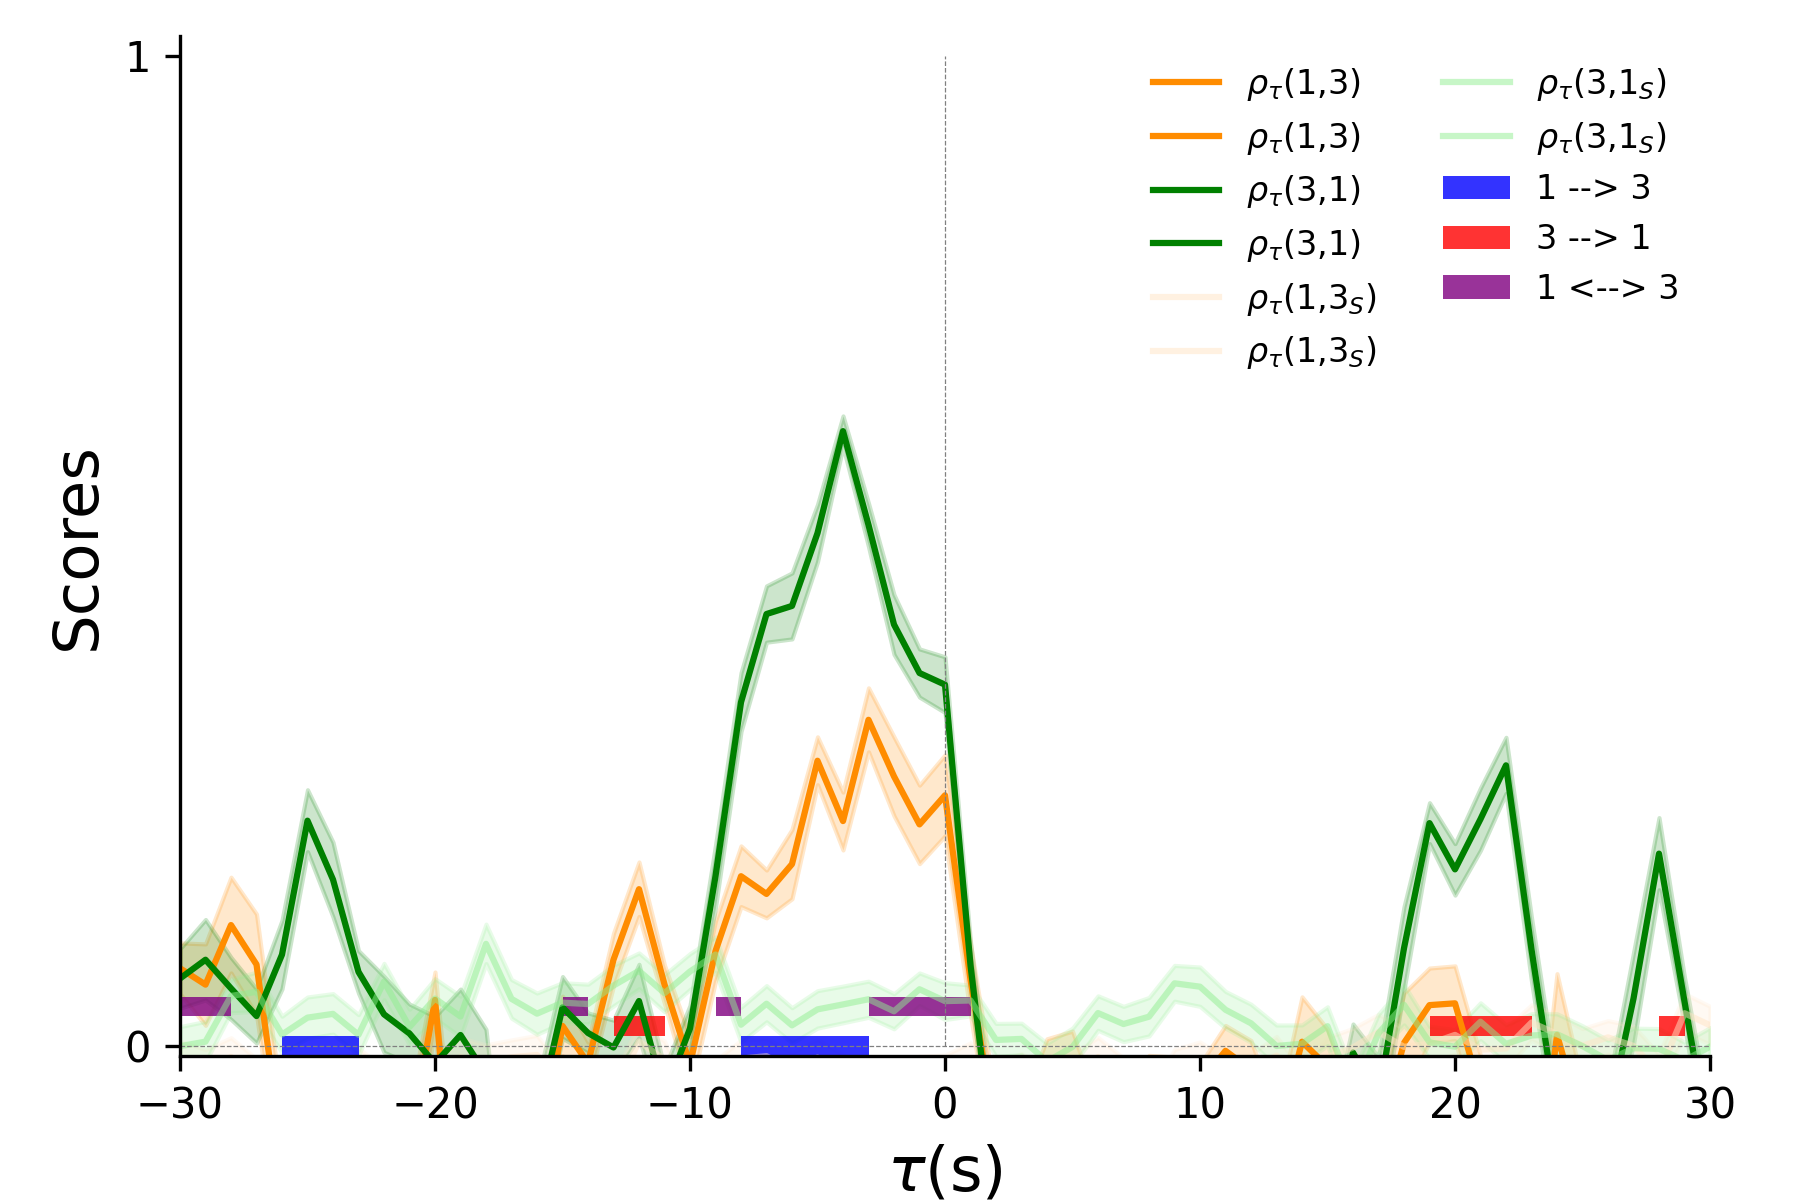 1
Scores
0
ρτ(1,3)
ρτ(1,3)
ρτ(3,1)
ρτ(3,1)
ρτ(1,3S)
ρτ(1,3S)
ρτ(3,1S)
ρτ(3,1S)
1 --> 3
3 --> 1
1 <--> 3
−30 −20 −10 0 10 20 30
τ(s)